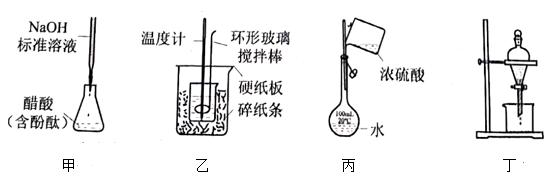 NaOH
标准溶液
醋酸
(含酚酞)
甲
温度计
环形玻璃
搅拌棒
硬纸板
碎纸条
乙
浓硫酸
100mL
20℃
水
丙
丁